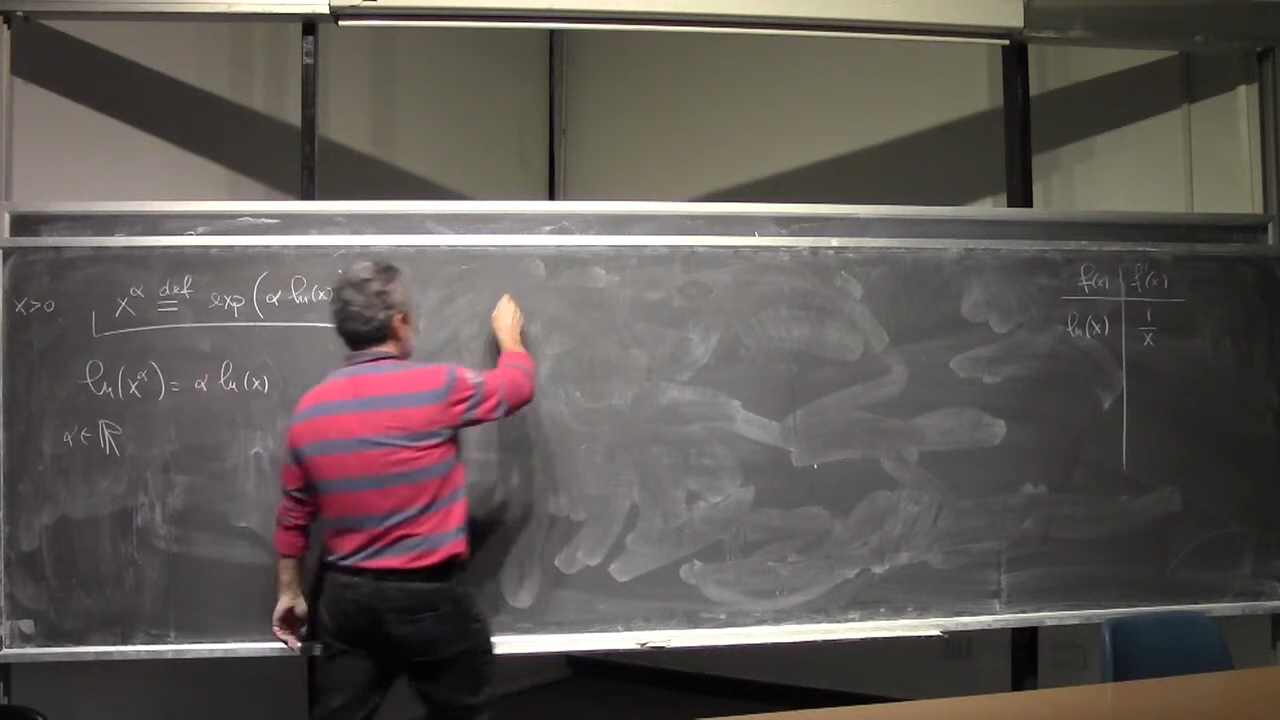 x>0 x^α def= exp(α ln(x)
ln(x^α) = α ln(x)
α ∈ ℝ
f(x) f'(x)
ln(x) 1/x